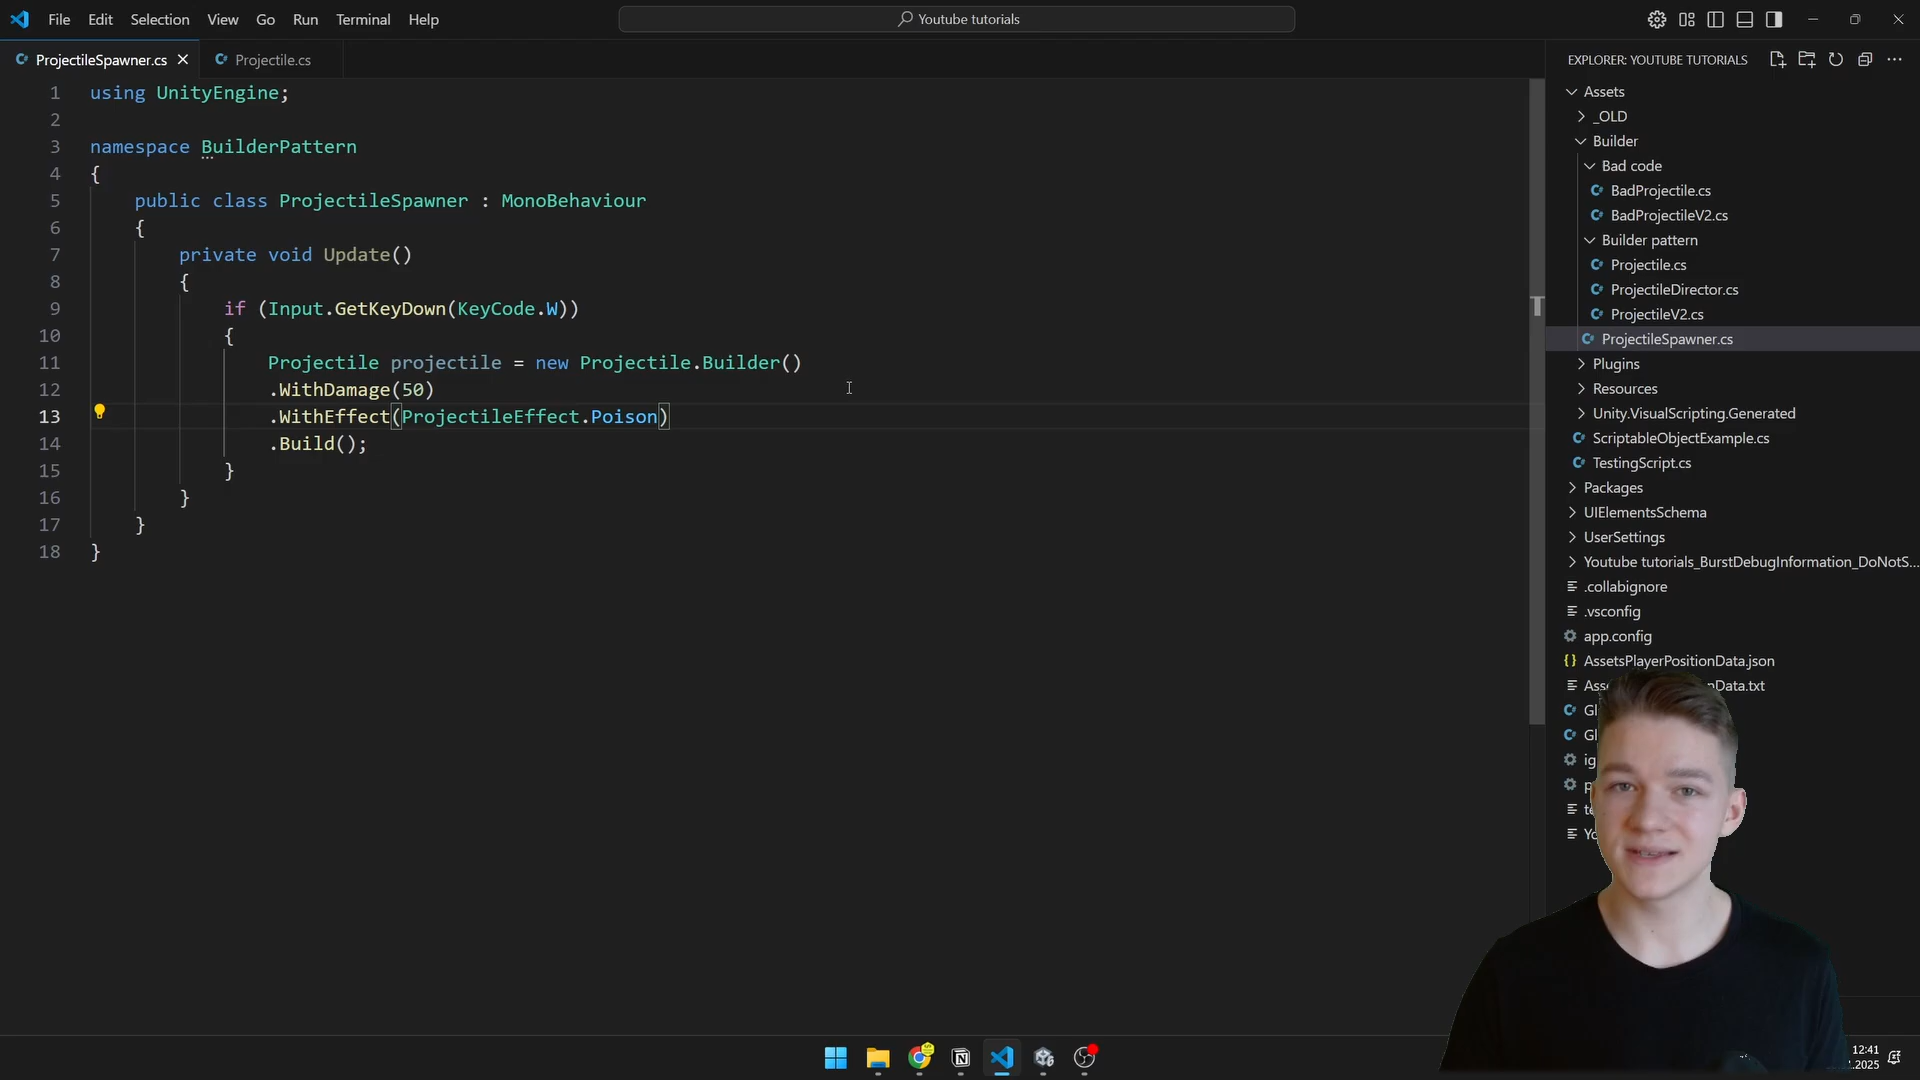 File Edit Selection View Go Run Terminal Help
Youtube tutorials
ProjectileSpawner.cs
Projectile.cs
1 using UnityEngine;
2
3 namespace BuilderPattern
4 {
5 public class ProjectileSpawner : MonoBehaviour
6 {
7 private void Update()
8 {
9 if (Input.GetKeyDown(KeyCode.W))
10 {
11 Projectile projectile = new Projectile.Builder()
12 .WithDamage(50)
13 .WithEffect(ProjectileEffect.Poison)
14 .Build();
15 }
16 }
17 }
18 }
EXPLORER: YOUTUBE TUTORIALS
Assets
_OLD
Builder
Bad code
BadProjectile.cs
BadProjectileV2.cs
Builder pattern
Projectile.cs
ProjectileDirector.cs
ProjectileV2.cs
ProjectileSpawner.cs
Plugins
Resources
Unity.VisualScripting.Generated
ScriptableObjectExample.cs
TestingScript.cs
Packages
UIElementsSchema
UserSettings
Youtube tutorials_BurstDebugInformation_DoNotS...
.collabignore
.vsconfig
app.config
AssetsPlayerPositionData.json
Data.txt
12:41
.2025